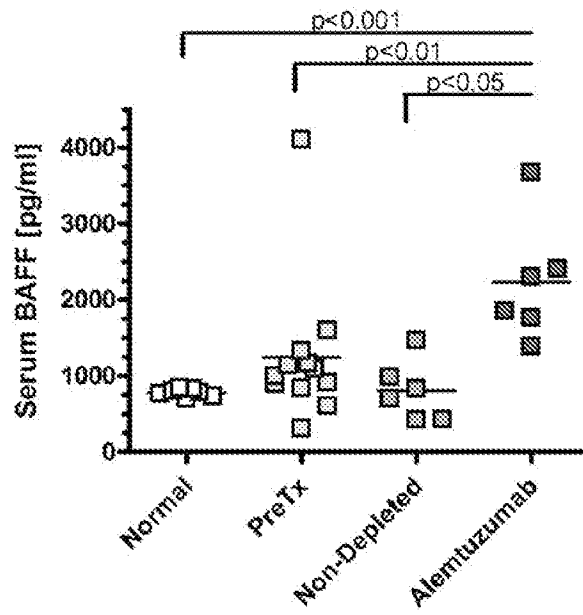 p<0.001
p<0.01
p<0.05
Serum BAFF [pg/ml]
4000
3000
2000
1000
0
Normal
PreTx
Non-Depleted
Alemtuzumab